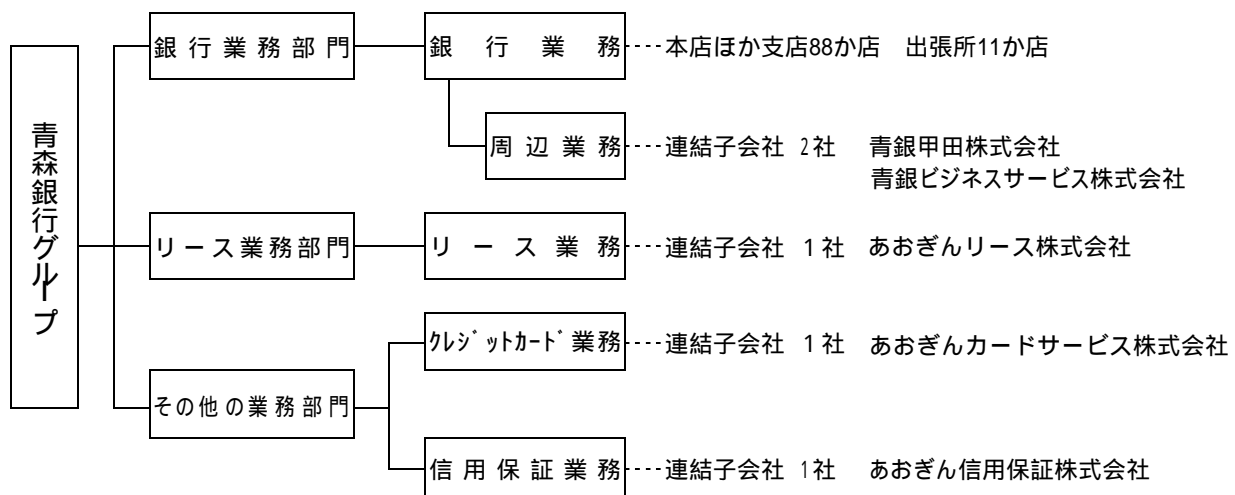 青森銀行グループ
銀行業務部門
銀行業務
本店ほか支店88か店 出張所11か店
周辺業務
連結子会社 2社 青銀甲田株式会社
青銀ビジネスサービス株式会社
リース業務部門
リース業務
連結子会社 1社 あおぎんリース株式会社
その他の業務部門
クレジットカード業務
連結子会社 1社 あおぎんカードサービス株式会社
信用保証業務
連結子会社 1社 あおぎん信用保証株式会社